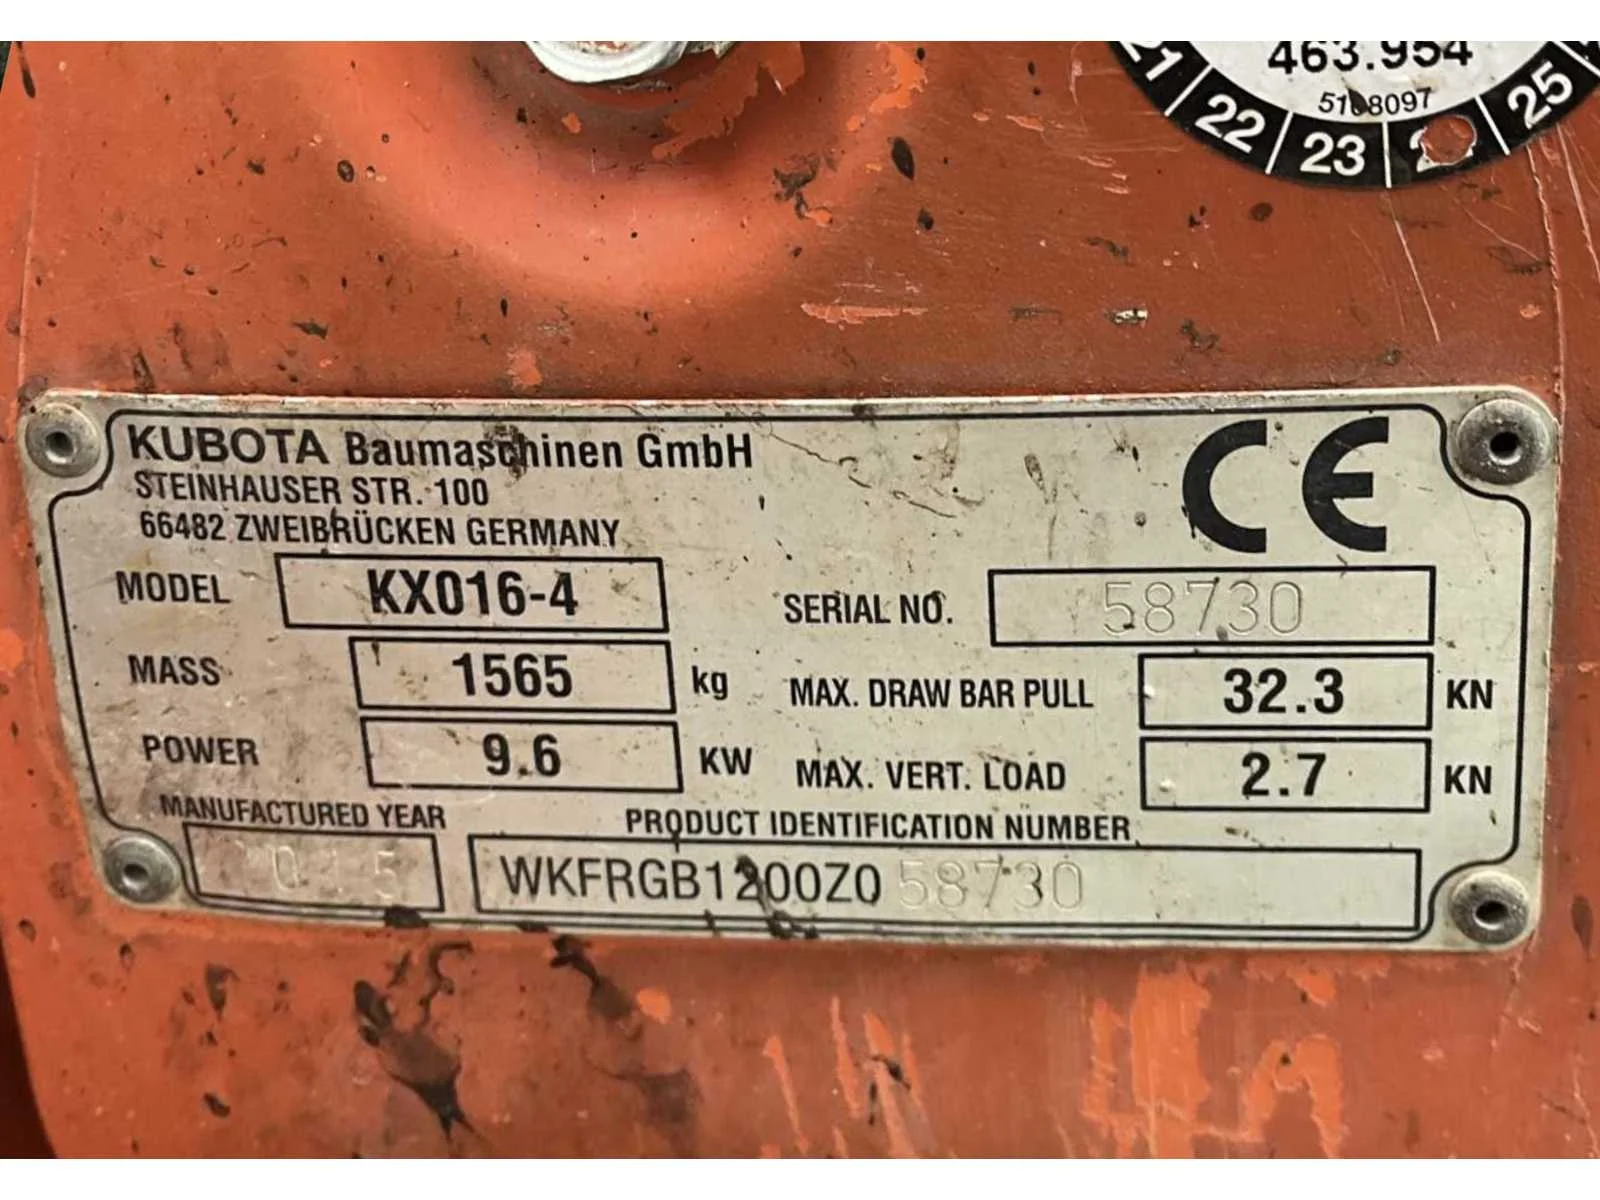 463.954
5108097
21 22 23 25
KUBOTA Baumaschinen GmbH
STEINHAUSER STR. 100
66482 ZWEIBRÜCKEN GERMANY
CE
MODEL KX016-4
SERIAL NO. 58730
MASS 1565 kg
MAX. DRAW BAR PULL 32.3 KN
POWER 9.6 KW
MAX. VERT. LOAD 2.7 KN
MANUFACTURED YEAR
PRODUCT IDENTIFICATION NUMBER
2015
WKFRGB1200Z058730